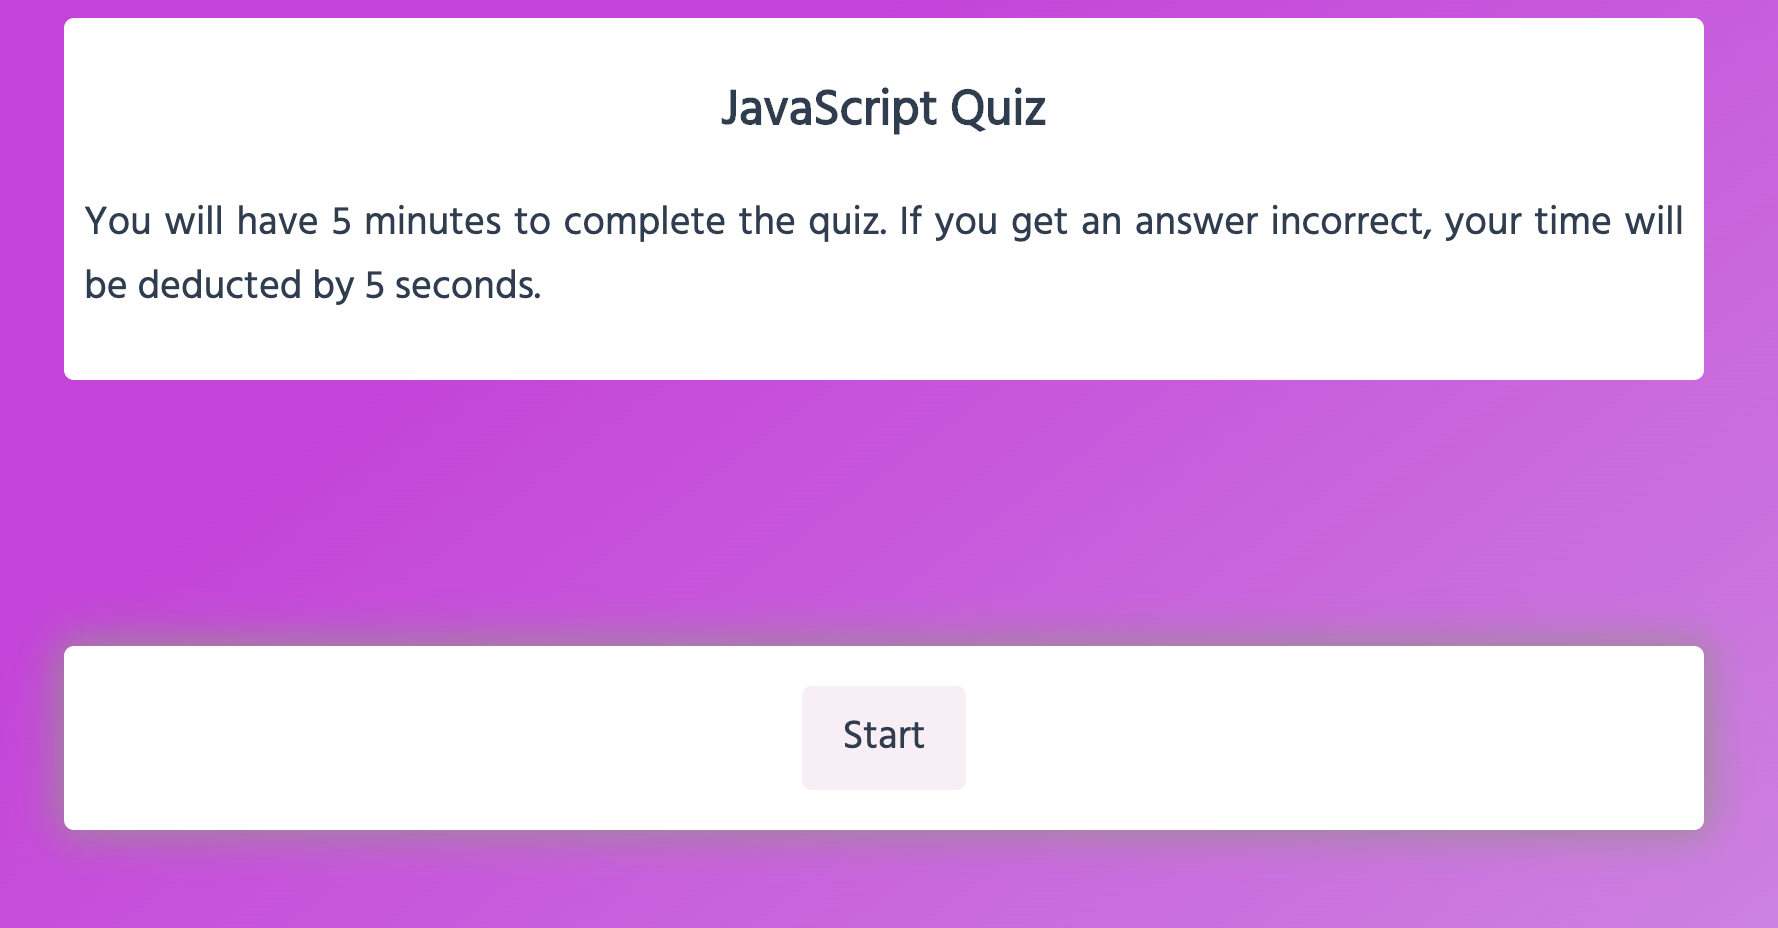 JavaScript Quiz
You will have 5 minutes to complete the quiz. If you get an answer incorrect, your time will
be deducted by 5 seconds.
Start